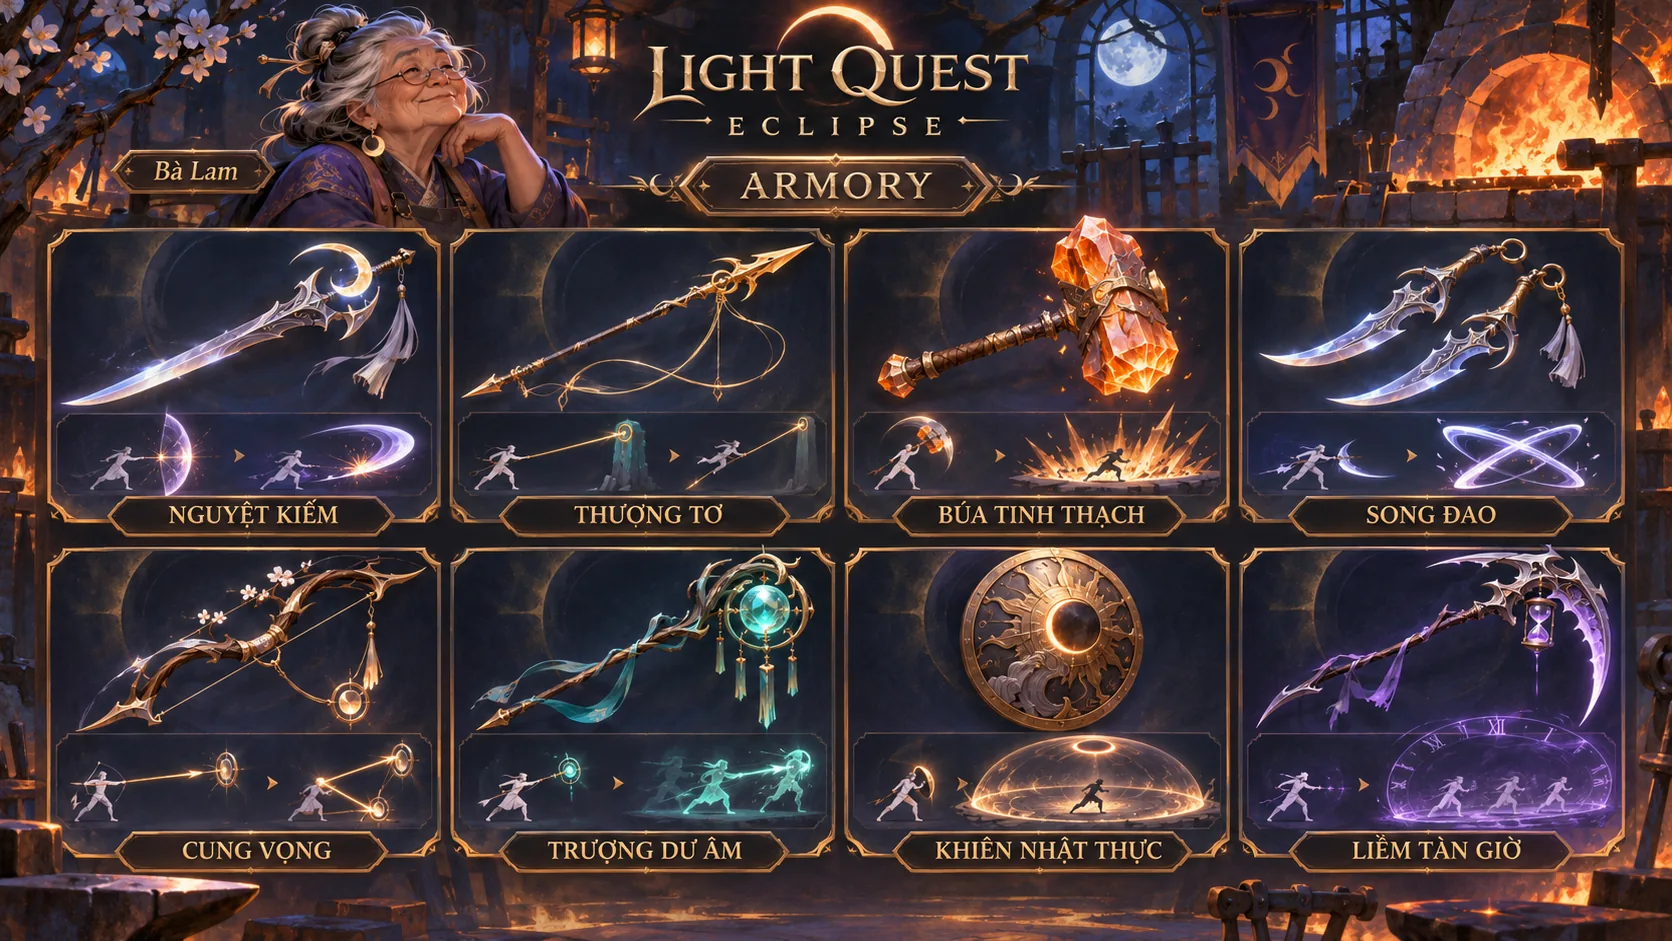 LIGHT QUEST
ECLIPSE
ARMORY
Bà Lam
NGUYỆT KIẾM
THƯỢNG TƠ
BÚA TINH THẠCH
SONG ĐAO
CUNG VỌNG
TRƯỢNG DƯ ÂM
KHIÊN NHẬT THỰC
LIỀM TÀN GIỜ